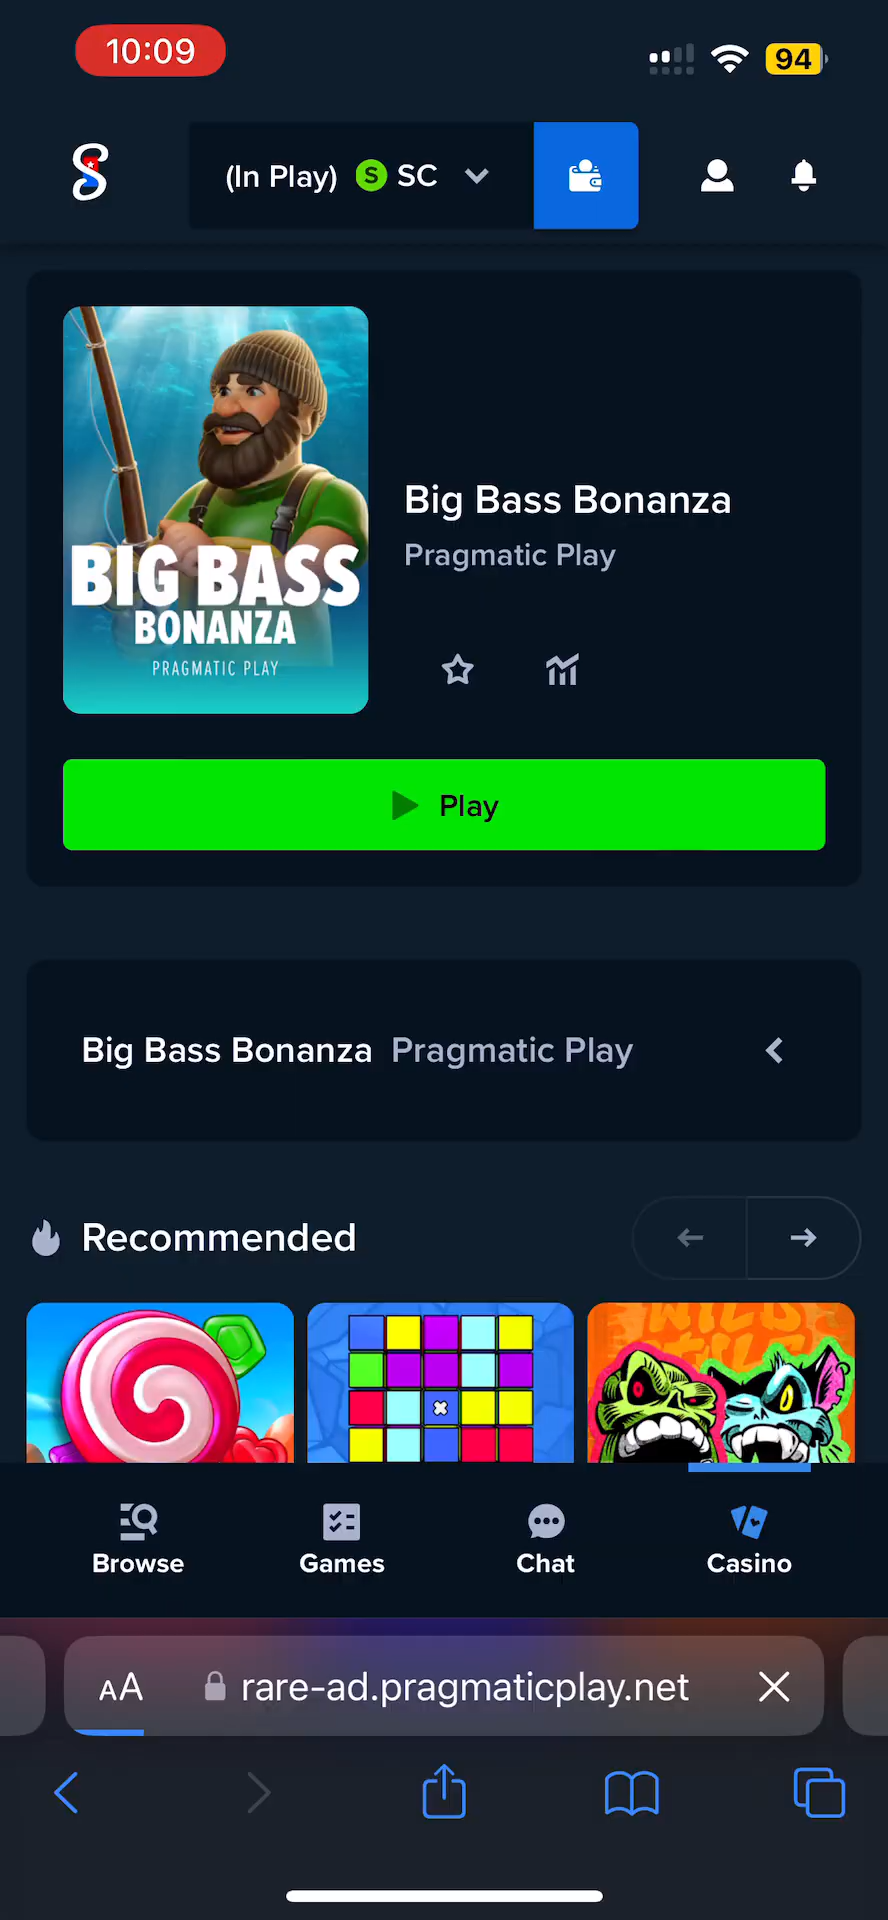 10:09
94
(In Play) S SC
BIG BASS
BONANZA
PRAGMATIC PLAY
Big Bass Bonanza
Pragmatic Play
Play
Big Bass Bonanza Pragmatic Play
Recommended
Browse
Games
Chat
Casino
AA rare-ad.pragmaticplay.net